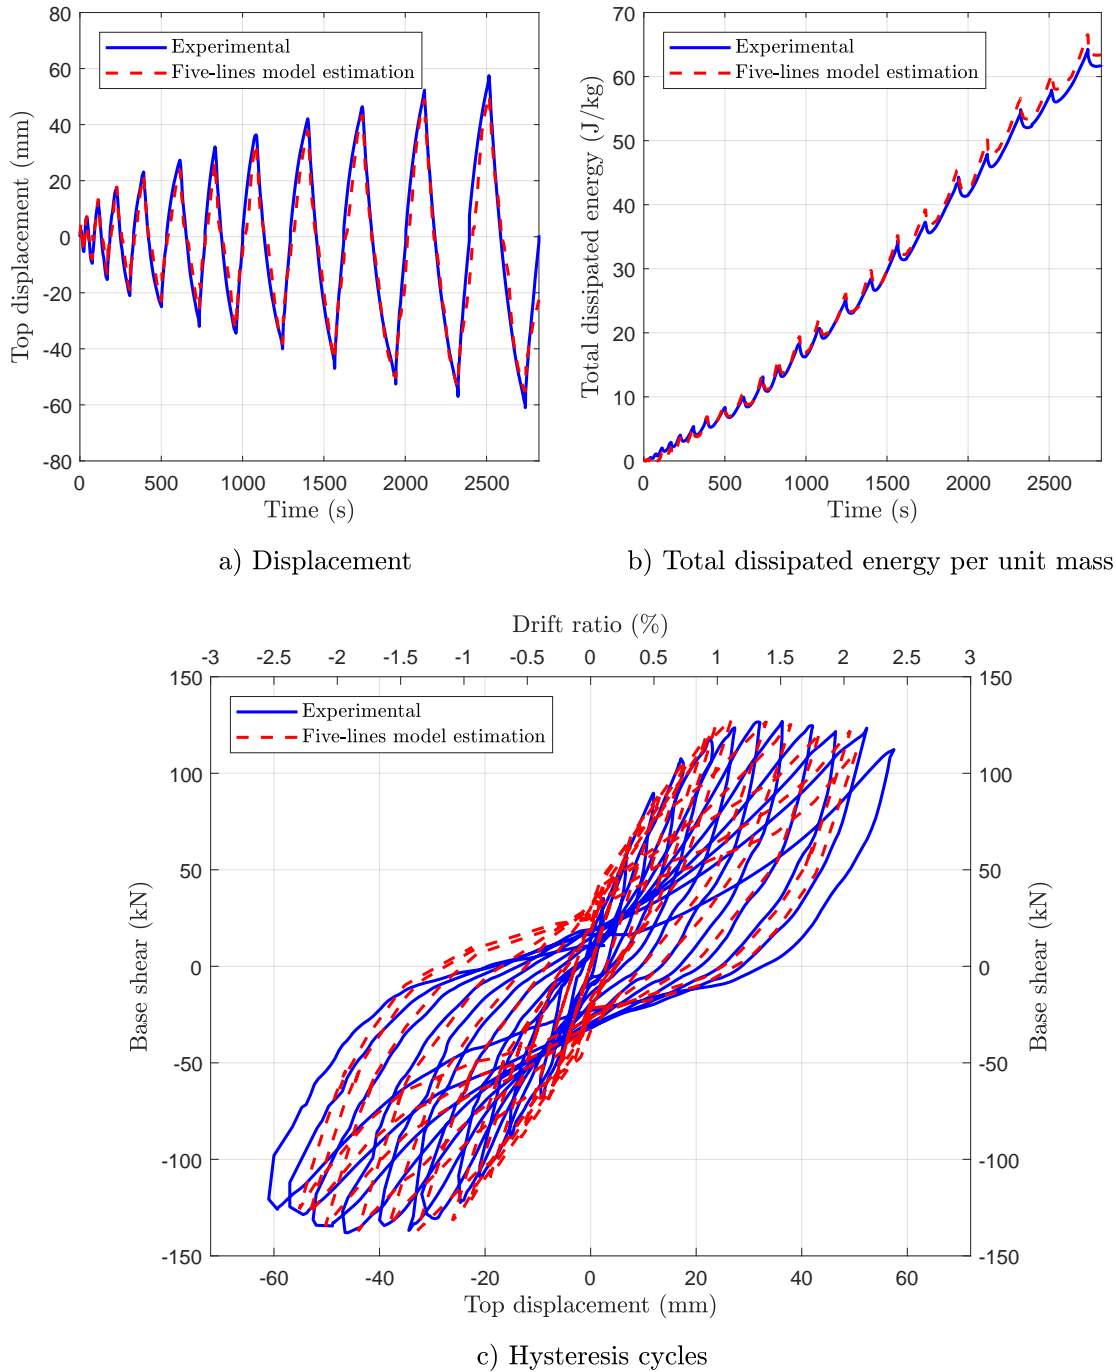 80
60
40
20
0
-20
-40
-60
-80
Top displacement (mm)
Experimental
Five-lines model estimation
0 500 1000 1500 2000 2500
Time (s)
a) Displacement
70
60
50
40
30
20
10
0
Total dissipated energy (J/kg)
Experimental
Five-lines model estimation
0 500 1000 1500 2000 2500
Time (s)
b) Total dissipated energy per unit mass
Drift ratio (%)
-3 -2.5 -2 -1.5 -1 -0.5 0 0.5 1 1.5 2 2.5 3
150
100
50
0
-50
-100
-150
Base shear (kN)
Experimental
Five-lines model estimation
150
100
50
0
-50
-100
-150
Base shear (kN)
-60 -40 -20 0 20 40 60
Top displacement (mm)
c) Hysteresis cycles